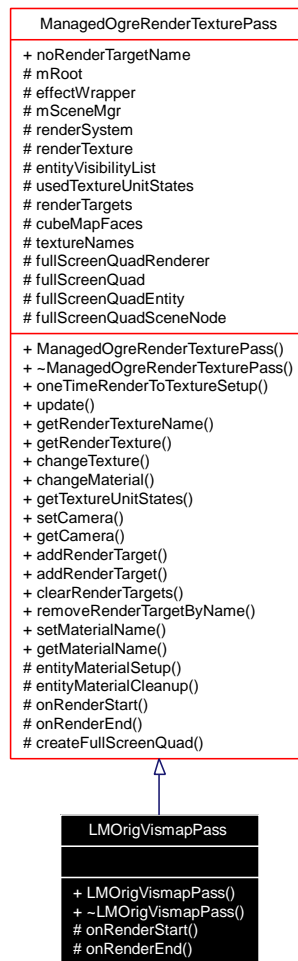 ManagedOgreRenderTexturePass
+ noRenderTargetName
# mRoot
# effectWrapper
# mSceneMgr
# renderSystem
# renderTexture
# entityVisibilityList
# usedTextureUnitStates
# renderTargets
# cubeMapFaces
# textureNames
# fullScreenQuadRenderer
# fullScreenQuad
# fullScreenQuadEntity
# fullScreenQuadSceneNode
+ ManagedOgreRenderTexturePass()
+ ~ManagedOgreRenderTexturePass()
+ oneTimeRenderToTextureSetup()
+ update()
+ getRenderTextureName()
+ getRenderTexture()
+ changeTexture()
+ changeMaterial()
+ getTextureUnitStates()
+ setCamera()
+ getCamera()
+ addRenderTarget()
+ addRenderTarget()
+ clearRenderTargets()
+ removeRenderTargetByName()
+ setMaterialName()
+ getMaterialName()
# entityMaterialSetup()
# entityMaterialCleanup()
# onRenderStart()
# onRenderEnd()
# createFullScreenQuad()
LMOrigVismapPass
+ LMOrigVismapPass()
+ ~LMOrigVismapPass()
# onRenderStart()
# onRenderEnd()